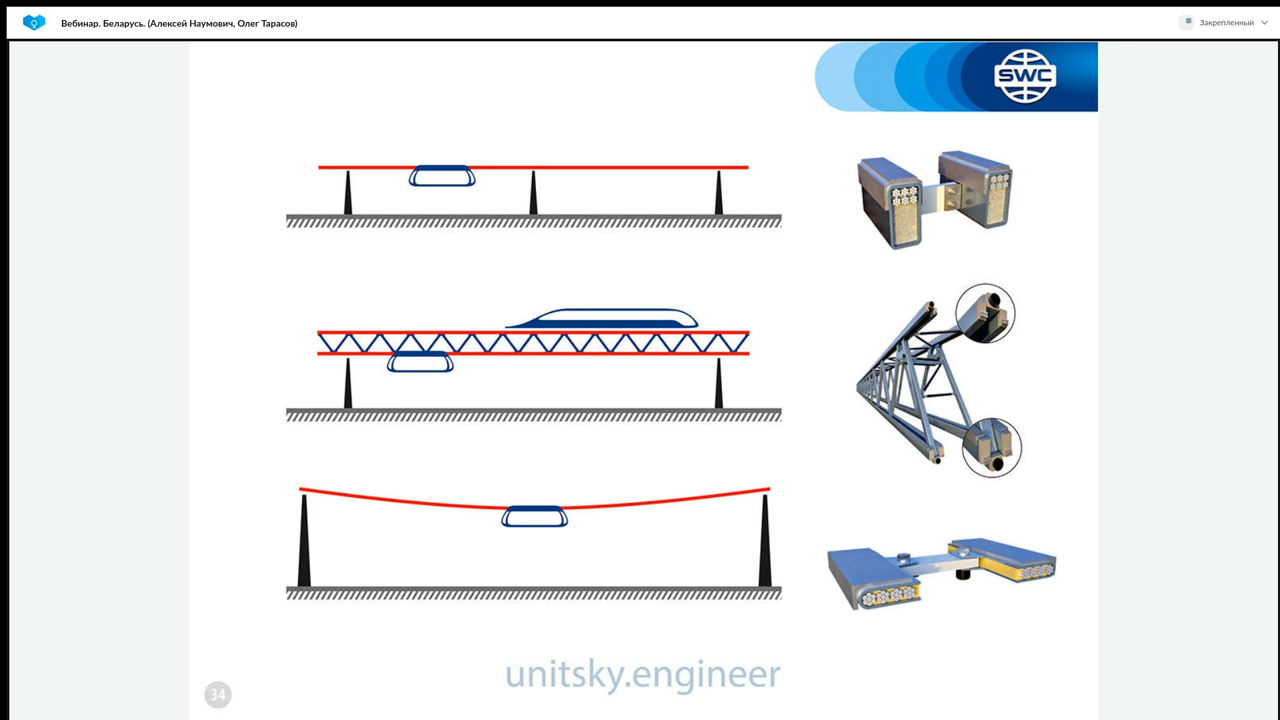 Вебинар. Беларусь. (Алексей Наумович, Олег Тарасов)
Закрепленный
SWC
unitsky.engineer
34